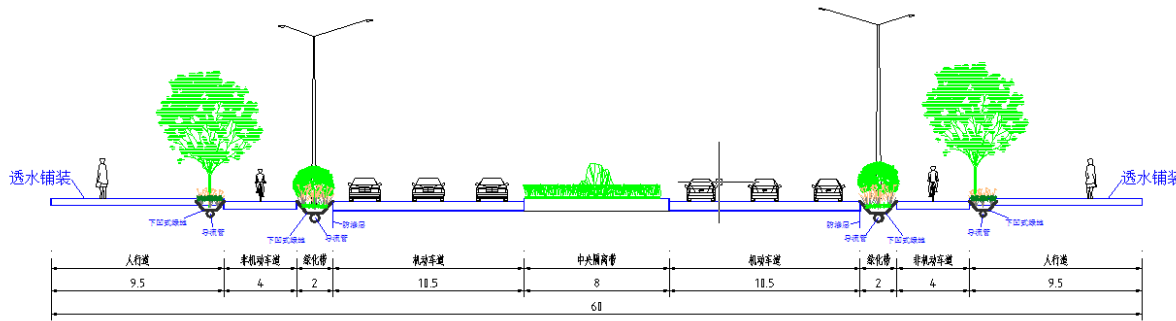 透水铺装
透水铺装
下凹式绿地
导流管
下凹式绿地
导流管
防渗层
防渗层
导流管
下凹式绿地
导流管
下凹式绿地
人行道 非机动车道 绿化带 机动车道 中央隔离带 机动车道 绿化带 非机动车道 人行道
9.5 4 2 10.5 8 10.5 2 4 9.5
60